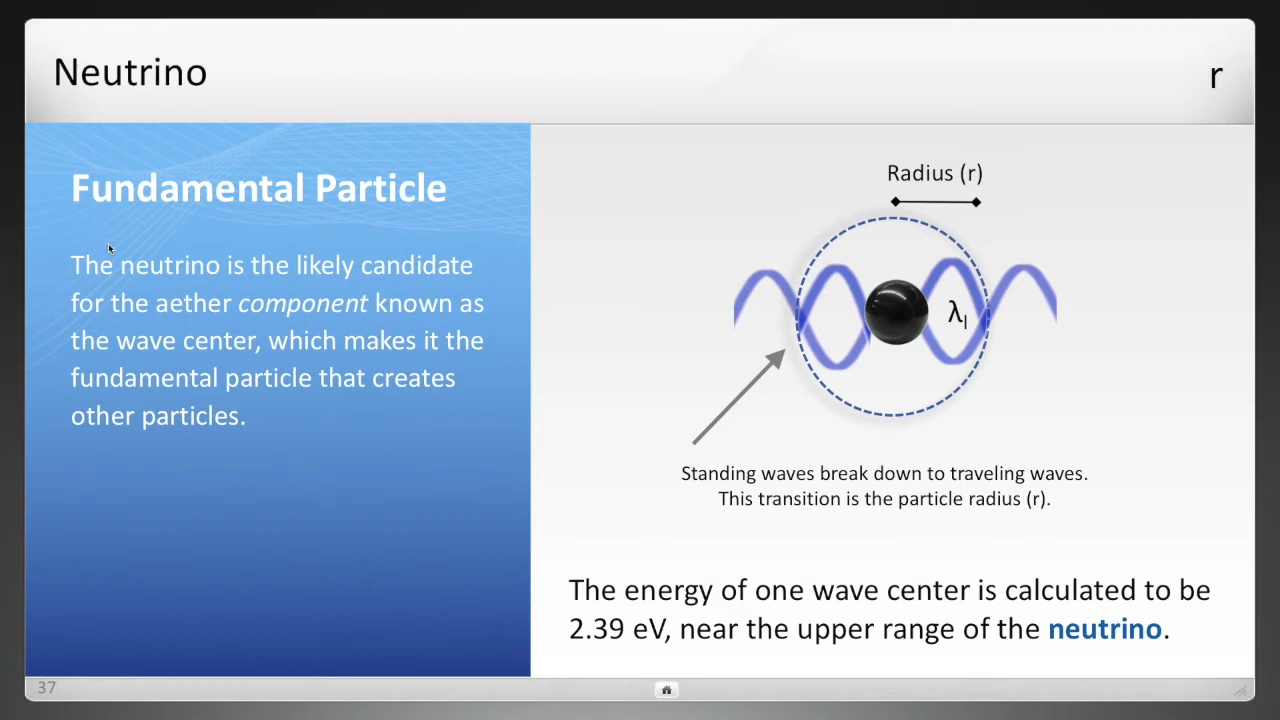 Neutrino
r
Fundamental Particle
The neutrino is the likely candidate
for the aether component known as
the wave center, which makes it the
fundamental particle that creates
other particles.
Radius (r)
λl
Standing waves break down to traveling waves.
This transition is the particle radius (r).
The energy of one wave center is calculated to be
2.39 eV, near the upper range of the neutrino.
37